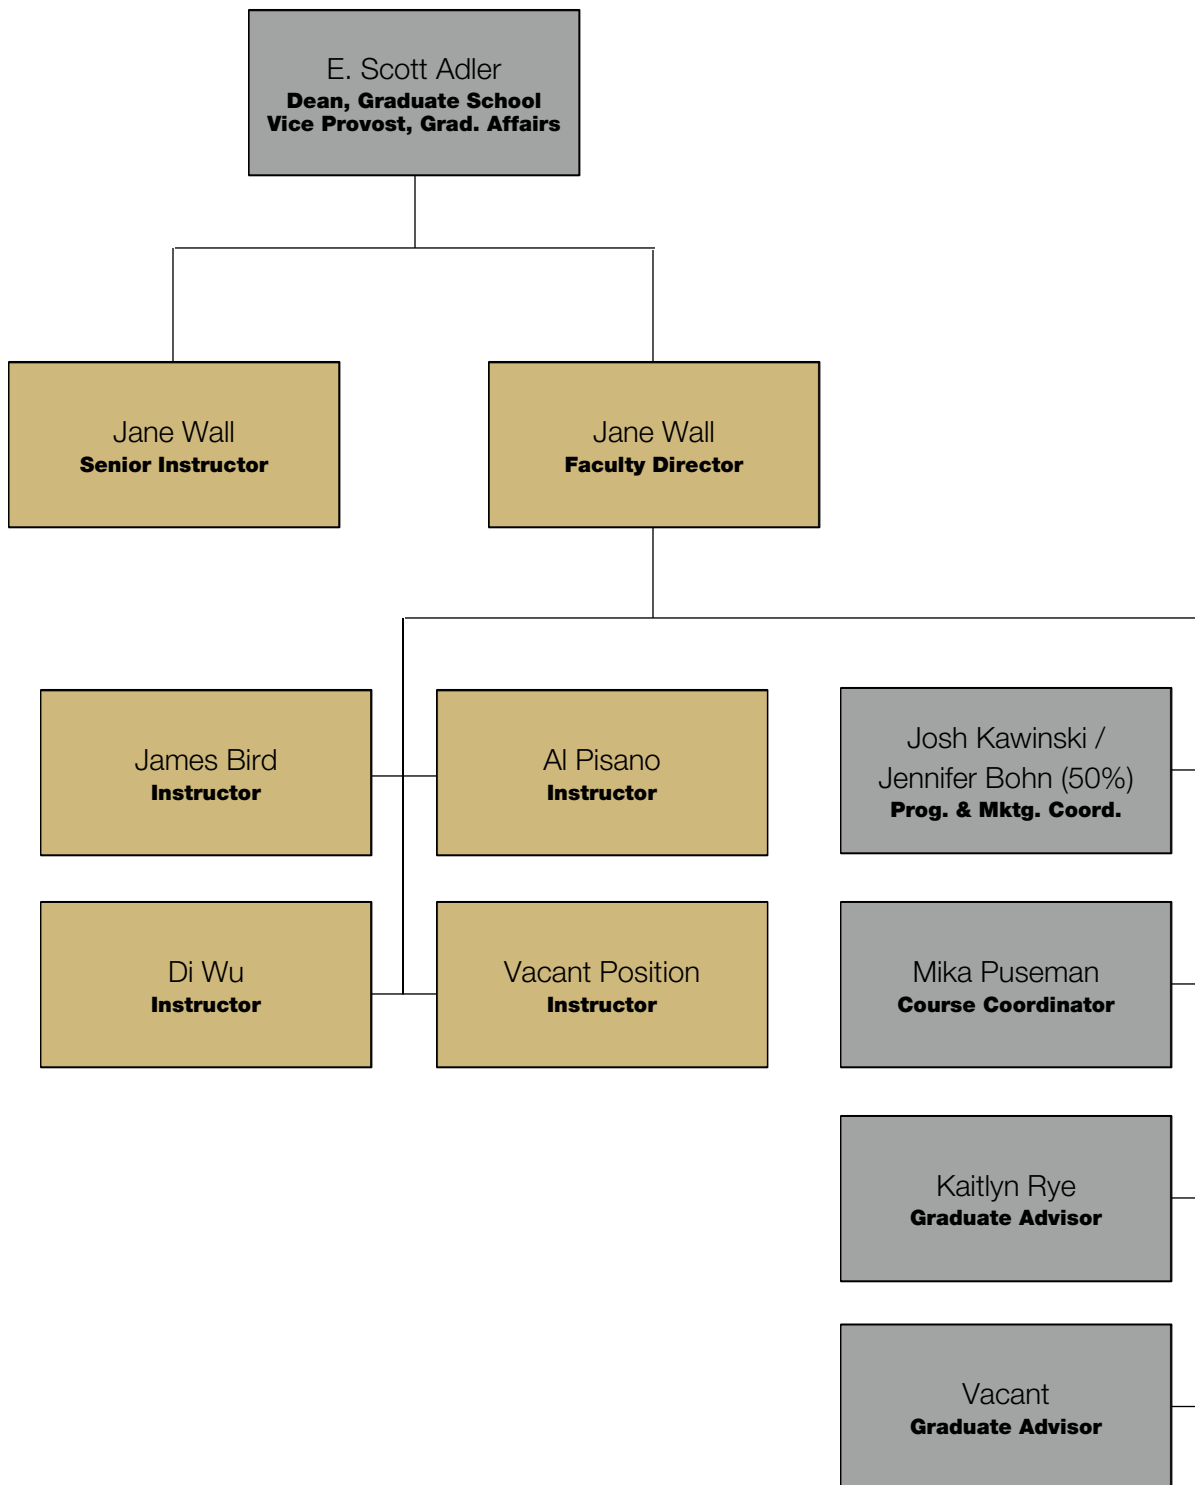 E. Scott Adler
Dean, Graduate School
Vice Provost, Grad. Affairs
Jane Wall
Senior Instructor
Jane Wall
Faculty Director
James Bird
Instructor
Al Pisano
Instructor
Josh Kawinski /
Jennifer Bohn (50%)
Prog. & Mktg. Coord.
Di Wu
Instructor
Vacant Position
Instructor
Mika Puseman
Course Coordinator
Kaitlyn Rye
Graduate Advisor
Vacant
Graduate Advisor